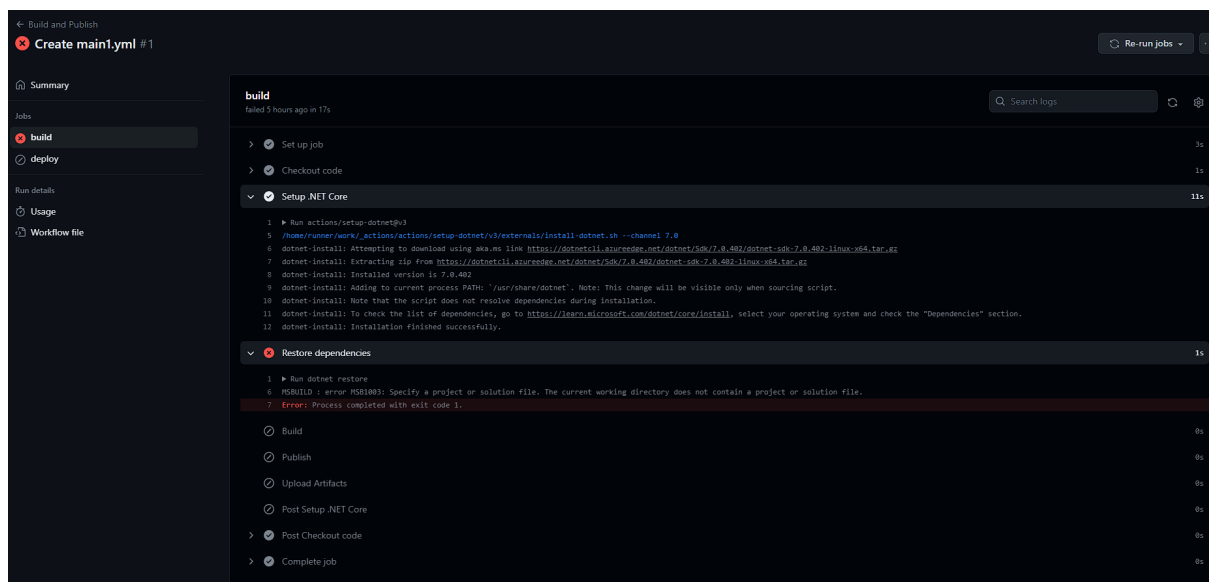 ← Build and Publish
Create main1.yml #1
Re-run jobs
Summary
Jobs
build
deploy
Run details
Usage
Workflow file
build
failed 5 hours ago in 17s
Search logs
Set up job 3s
Checkout code 1s
Setup .NET Core 11s
1 ▶ Run actions/setup-dotnet@v3
5 /home/runner/work/_actions/actions/setup-dotnet/v3/externals/install-dotnet.sh --channel 7.0
6 dotnet-install: Attempting to download using aka.ms link https://dotnetcli.azureedge.net/dotnet/Sdk/7.0.402/dotnet-sdk-7.0.402-linux-x64.tar.gz
7 dotnet-install: Extracting zip from https://dotnetcli.azureedge.net/dotnet/Sdk/7.0.402/dotnet-sdk-7.0.402-linux-x64.tar.gz
8 dotnet-install: Installed version is 7.0.402
9 dotnet-install: Adding to current process PATH: `/usr/share/dotnet`. Note: This change will be visible only when sourcing script.
10 dotnet-install: Note that the script does not resolve dependencies during installation.
11 dotnet-install: To check the list of dependencies, go to https://learn.microsoft.com/dotnet/core/install, select your operating system and check the "Dependencies" section.
12 dotnet-install: Installation finished successfully.
Restore dependencies 1s
1 ▶ Run dotnet restore
6 MSBUILD : error MSB1003: Specify a project or solution file. The current working directory does not contain a project or solution file.
7 Error: Process completed with exit code 1.
Build 0s
Publish 0s
Upload Artifacts 0s
Post Setup .NET Core 0s
Post Checkout code 0s
Complete job 0s